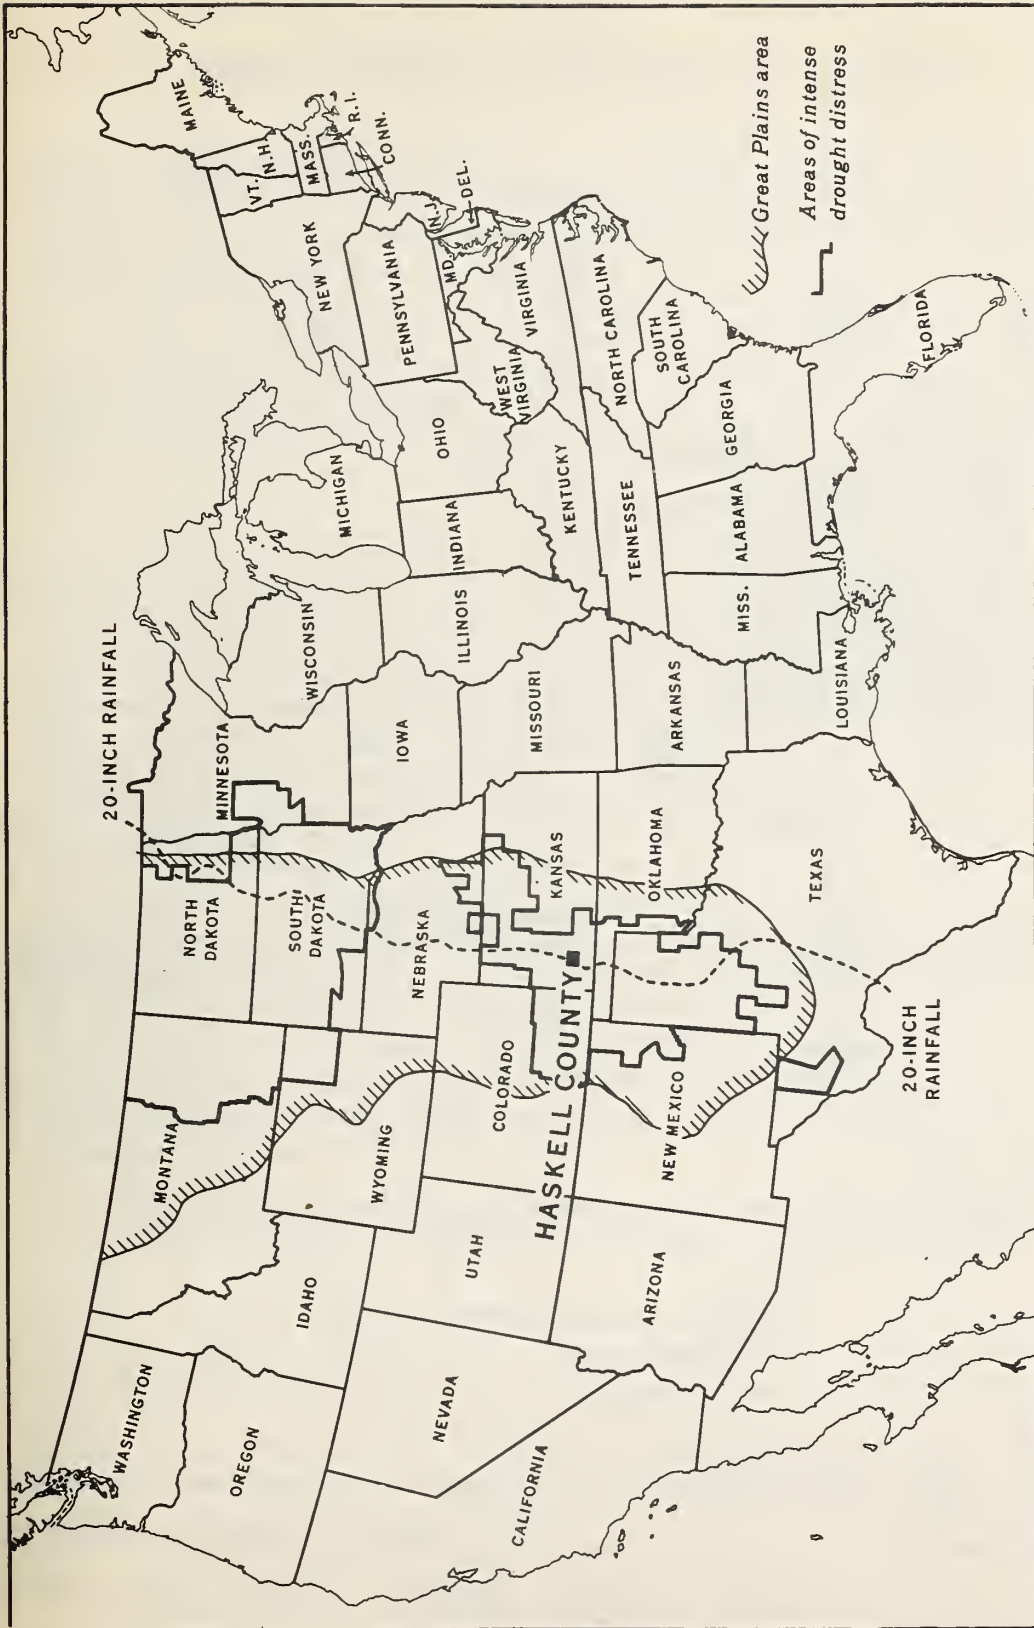 WASHINGTON
OREGON
CALIFORNIA
NEVADA
IDAHO
MONTANA
WYOMING
UTAH
ARIZONA
COLORADO
NEW MEXICO
NORTH
DAKOTA
SOUTH
DAKOTA
NEBRASKA
KANSAS
OKLAHOMA
TEXAS
HASKELL COUNTY
20-INCH RAINFALL
20-INCH
RAINFALL
MINNESOTA
IOWA
MISSOURI
ARKANSAS
LOUISIANA
WISCONSIN
ILLINOIS
MICHIGAN
INDIANA
OHIO
KENTUCKY
TENNESSEE
MISS.
ALABAMA
GEORGIA
FLORIDA
SOUTH
CAROLINA
NORTH CAROLINA
VIRGINIA
WEST
VIRGINIA
MD.
DEL.
N.J.
PENNSYLVANIA
NEW YORK
VT.
N.H.
MAINE
MASS.
R.I.
CONN.
Great Plains area
Areas of intense
drought distress